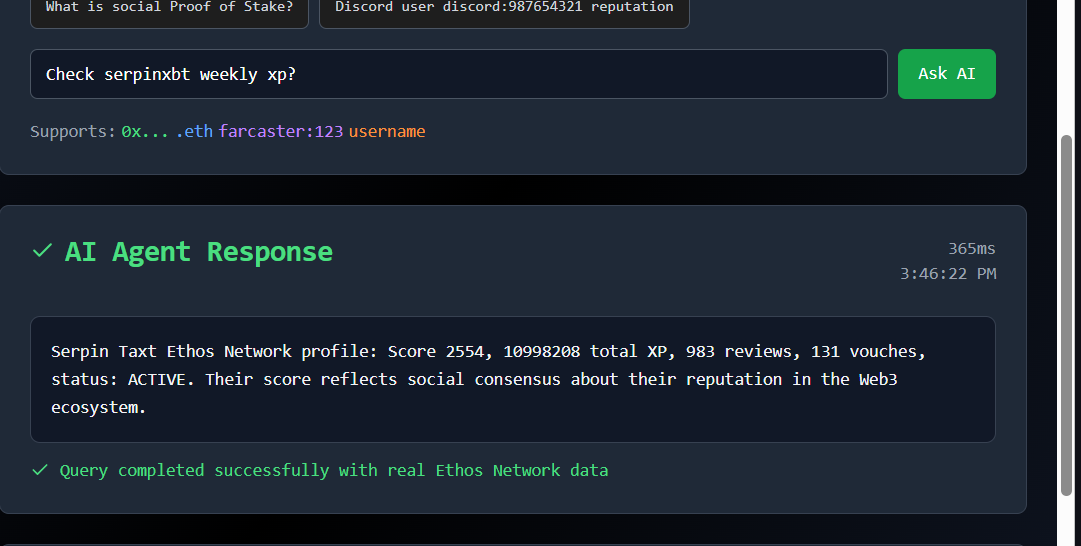 What is social Proof of Stake?
Discord user discord:987654321 reputation
Check serpinxbt weekly xp?
Ask AI
Supports: 0x... .eth farcaster:123 username
AI Agent Response
365ms
3:46:22 PM
Serpin Taxt Ethos Network profile: Score 2554, 10998208 total XP, 983 reviews, 131 vouches,
status: ACTIVE. Their score reflects social consensus about their reputation in the Web3
ecosystem.
Query completed successfully with real Ethos Network data